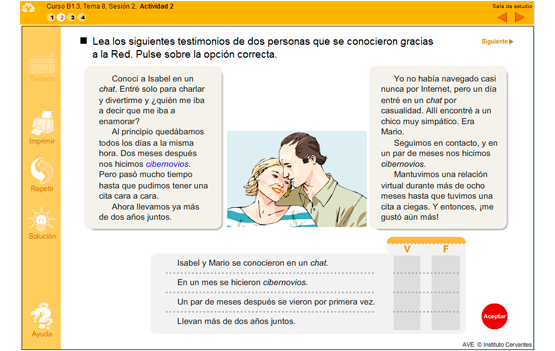 Curso B1.3, Tema 8, Sesión 2, Actividad 2
Sala de estudio
1 2 3 4
Lea los siguientes testimonios de dos personas que se conocieron gracias
a la Red. Pulse sobre la opción correcta.
Siguiente
Teclado
Imprimir
Repetir
Solución
Ayuda
Conocí a Isabel en un
chat. Entré solo para charlar
y divertirme y ¿quién me iba
a decir que me iba a
enamorar?
Al principio quedábamos
todos los días a la misma
hora. Dos meses después
nos hicimos cibernovios.
Pero pasó mucho tiempo
hasta que pudimos tener una
cita cara a cara.
Ahora llevamos ya más
de dos años juntos.
Yo no había navegado casi
nunca por Internet, pero un día
entré en un chat por
casualidad. Allí encontré a un
chico muy simpático. Era
Mario.
Seguimos en contacto, y en
un par de meses nos hicimos
cibernovios.
Mantuvimos una relación
virtual durante más de ocho
meses hasta que tuvimos una
cita a ciegas. Y entonces, ¡me
gustó aún más!
V F
Isabel y Mario se conocieron en un chat.
En un mes se hicieron cibernovios.
Un par de meses después se vieron por primera vez.
Llevan más de dos años juntos.
Aceptar
AVE. © Instituto Cervantes